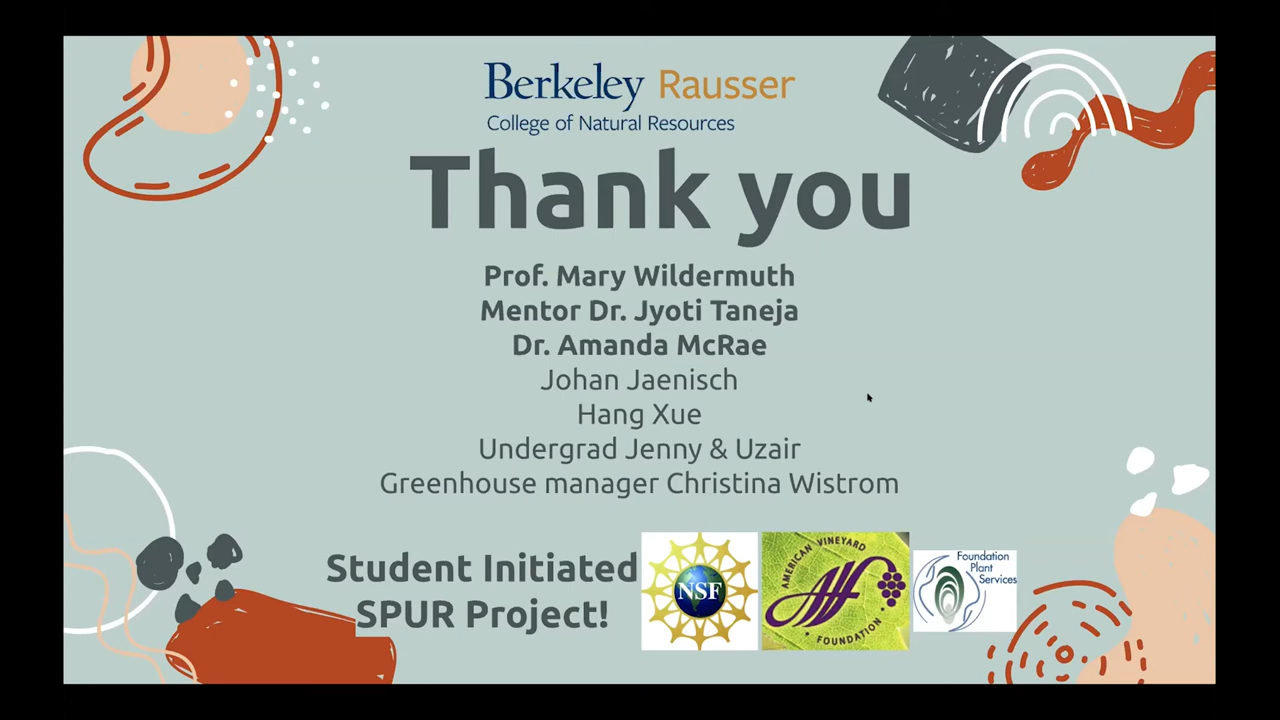 Berkeley Rausser
College of Natural Resources
Thank you
Prof. Mary Wildermuth
Mentor Dr. Jyoti Taneja
Dr. Amanda McRae
Johan Jaenisch
Hang Xue
Undergrad Jenny & Uzair
Greenhouse manager Christina Wistrom
Student Initiated
SPUR Project!
NSF
AMERICAN VINEYARD
FOUNDATION
Foundation
Plant
Services